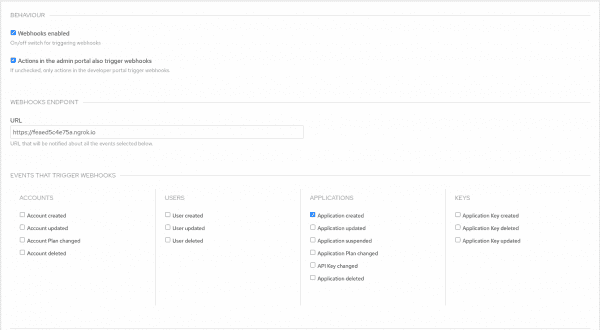 BEHAVIOUR
Webhooks enabled
On/off switch for triggering webhooks
Actions in the admin portal also trigger webhooks
If unchecked, only actions in the developer portal trigger webhooks.
WEBHOOKS ENDPOINT
URL
https://feaed5c4e75a.ngrok.io
URL that will be notified about all the events selected below.
EVENTS THAT TRIGGER WEBHOOKS
ACCOUNTS
Account created
Account updated
Account Plan changed
Account deleted
USERS
User created
User updated
User deleted
APPLICATIONS
Application created
Application updated
Application suspended
Application Plan changed
API Key changed
Application deleted
KEYS
Application Key created
Application Key deleted
Application Key updated